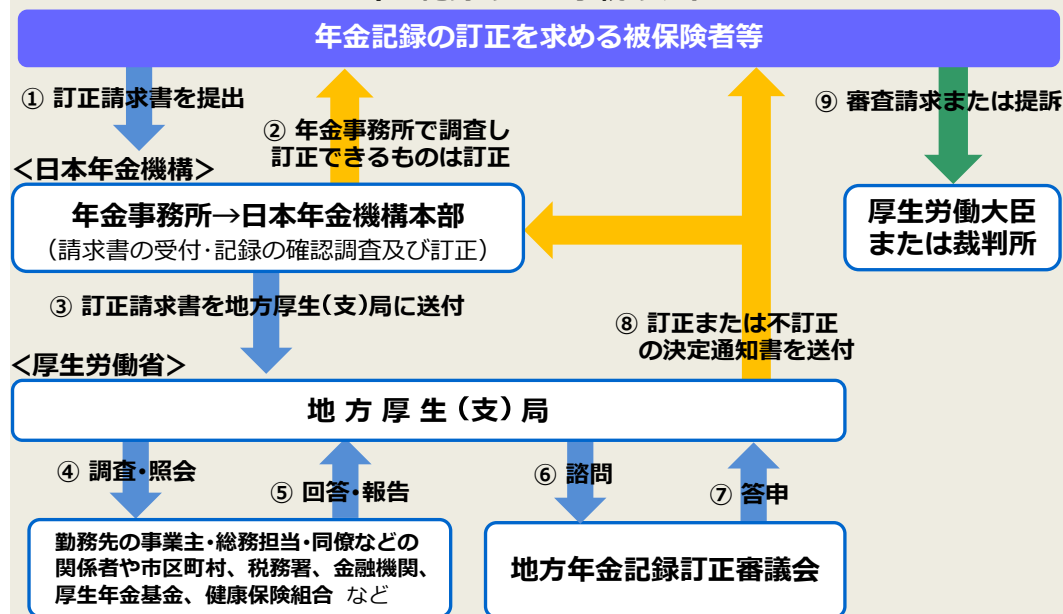 年金記録の訂正を求める被保険者等
① 訂正請求書を提出
② 年金事務所で調査し
訂正できるものは訂正
⑨ 審査請求または提訴
<日本年金機構>
年金事務所→日本年金機構本部
(請求書の受付・記録の確認調査及び訂正)
厚生労働大臣
または裁判所
③ 訂正請求書を地方厚生(支)局に送付
⑧ 訂正または不訂正
の決定通知書を送付
<厚生労働省>
地 方 厚 生 (支) 局
④ 調査・照会
⑤ 回答・報告
⑥ 諮問
⑦ 答申
勤務先の事業主・総務担当・同僚などの
関係者や市区町村、税務署、金融機関、
厚生年金基金、健康保険組合 など
地方年金記録訂正審議会